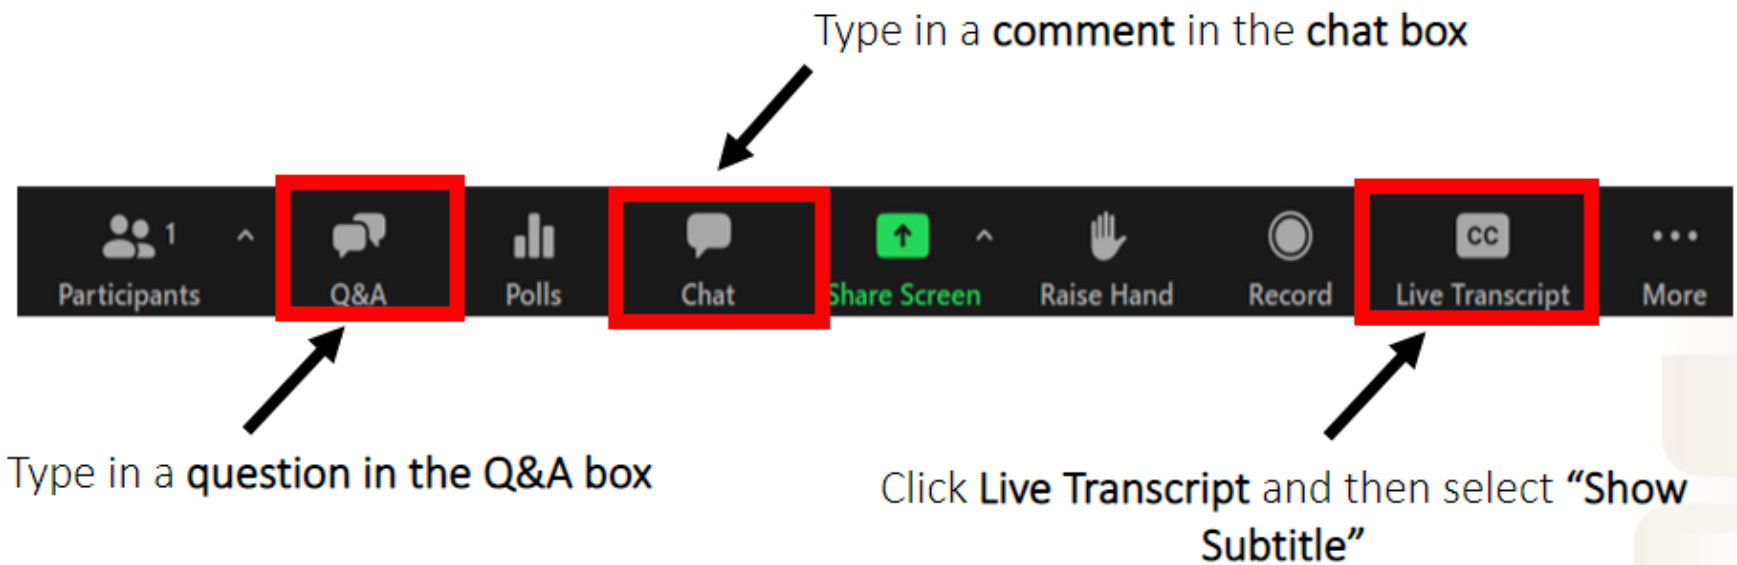 Type in a comment in the chat box
1
CC
Participants
Q&A
Polls
Chat
Share Screen
Raise Hand
Record
Live Transcript
More
Type in a question in the Q&A box
Click Live Transcript and then select “Show
Subtitle”